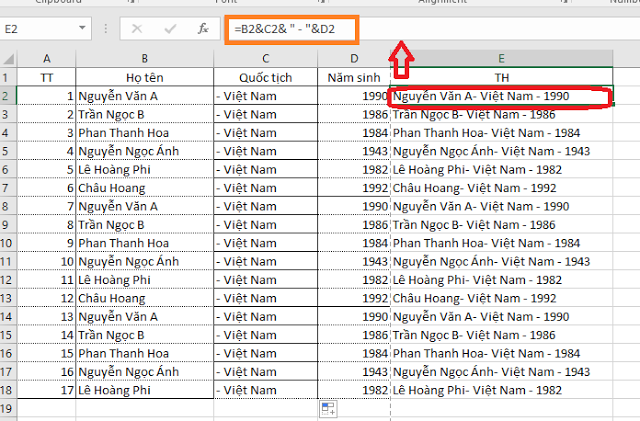 Clipboard Font Alignment Number
E2 fx =B2&C2& " - "&D2
A B C D E
1 TT Họ tên Quốc tịch Năm sinh TH
2 1 Nguyễn Văn A - Việt Nam 1990 Nguyễn Văn A- Việt Nam - 1990
3 2 Trần Ngọc B - Việt Nam 1986 Trần Ngọc B- Việt Nam - 1986
4 3 Phan Thanh Hoa - Việt Nam 1984 Phan Thanh Hoa- Việt Nam - 1984
5 4 Nguyễn Ngọc Ánh - Việt Nam 1943 Nguyễn Ngọc Ánh- Việt Nam - 1943
6 5 Lê Hoàng Phi - Việt Nam 1982 Lê Hoàng Phi- Việt Nam - 1982
7 6 Châu Hoang - Việt Nam 1992 Châu Hoang- Việt Nam - 1992
8 7 Nguyễn Văn A - Việt Nam 1990 Nguyễn Văn A- Việt Nam - 1990
9 8 Trần Ngọc B - Việt Nam 1986 Trần Ngọc B- Việt Nam - 1986
10 9 Phan Thanh Hoa - Việt Nam 1984 Phan Thanh Hoa- Việt Nam - 1984
11 10 Nguyễn Ngọc Ánh - Việt Nam 1943 Nguyễn Ngọc Ánh- Việt Nam - 1943
12 11 Lê Hoàng Phi - Việt Nam 1982 Lê Hoàng Phi- Việt Nam - 1982
13 12 Châu Hoang - Việt Nam 1992 Châu Hoang- Việt Nam - 1992
14 13 Nguyễn Văn A - Việt Nam 1990 Nguyễn Văn A- Việt Nam - 1990
15 14 Trần Ngọc B - Việt Nam 1986 Trần Ngọc B- Việt Nam - 1986
16 15 Phan Thanh Hoa - Việt Nam 1984 Phan Thanh Hoa- Việt Nam - 1984
17 16 Nguyễn Ngọc Ánh - Việt Nam 1943 Nguyễn Ngọc Ánh- Việt Nam - 1943
18 17 Lê Hoàng Phi - Việt Nam 1982 Lê Hoàng Phi- Việt Nam - 1982
19